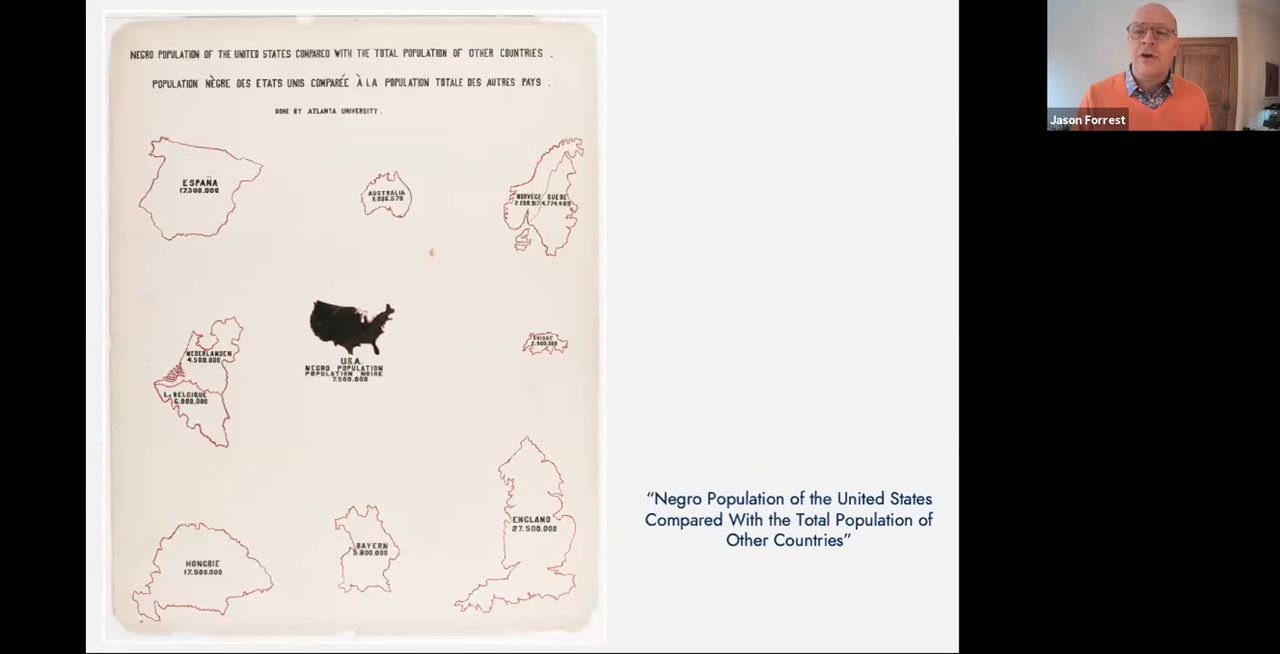 NEGRO POPULATION OF THE UNITED STATES COMPARED WITH THE TOTAL POPULATION OF OTHER COUNTRIES .
POPULATION NÈGRE DES ETATS UNIS COMPARÉE À LA POPULATION TOTALE DES AUTRES PAYS .
DONE BY ATLANTA UNIVERSITY .
ESPAÑA
17.500.000
AUSTRALIA
NORVEGE SUEDE
NEDERLANDEN
4.500.000
L. BELGIQUE
6.000.000
U.S.A.
NEGRO POPULATION
POPULATION NOIRE
7.500.000
SUISSE
HONGRIE
17.500.000
BAYERN
5.800.000
ENGLAND
27.500.000
“Negro Population of the United States
Compared With the Total Population of
Other Countries”
Jason Forrest